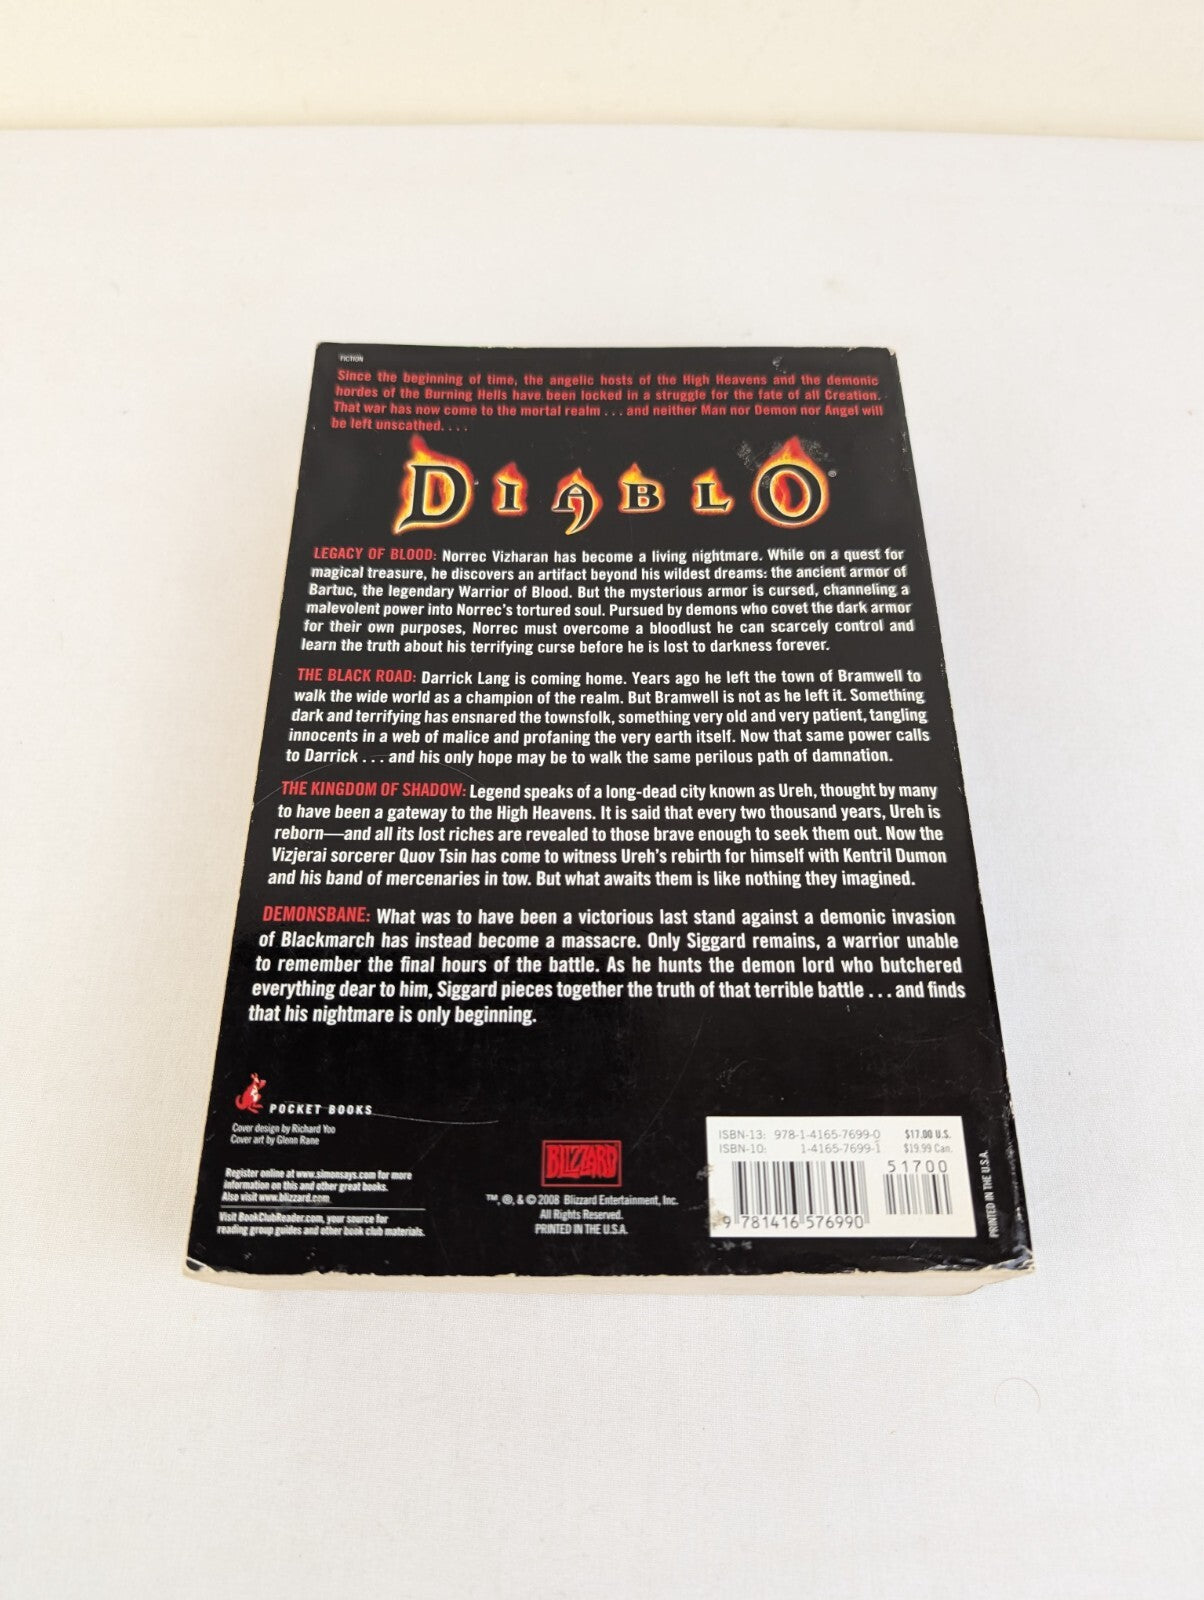 FICTION
Since the beginning of time, the angelic hosts of the High Heavens and the demonic
hordes of the Burning Hells have been locked in a struggle for the fate of all Creation.
That war has now come to the mortal realm . . . and neither Man nor Demon nor Angel will
be left unscathed. . . .
DIABLO®
LEGACY OF BLOOD: Norrec Vizharan has become a living nightmare. While on a quest for
magical treasure, he discovers an artifact beyond his wildest dreams: the ancient armor of
Bartuc, the legendary Warrior of Blood. But the mysterious armor is cursed, channeling a
malevolent power into Norrec's tortured soul. Pursued by demons who covet the dark armor
for their own purposes, Norrec must overcome a bloodlust he can scarcely control and
learn the truth about his terrifying curse before he is lost to darkness forever.
THE BLACK ROAD: Darrick Lang is coming home. Years ago he left the town of Bramwell to
walk the wide world as a champion of the realm. But Bramwell is not as he left it. Something
dark and terrifying has ensnared the townsfolk, something very old and very patient, tangling
innocents in a web of malice and profaning the very earth itself. Now that same power calls
to Darrick . . . and his only hope may be to walk the same perilous path of damnation.
THE KINGDOM OF SHADOW: Legend speaks of a long-dead city known as Ureh, thought by many
to have been a gateway to the High Heavens. It is said that every two thousand years, Ureh is
reborn—and all its lost riches are revealed to those brave enough to seek them out. Now the
Vizjerai sorcerer Quov Tsin has come to witness Ureh's rebirth for himself with Kentril Dumon
and his band of mercenaries in tow. But what awaits them is like nothing they imagined.
DEMONSBANE: What was to have been a victorious last stand against a demonic invasion
of Blackmarch has instead become a massacre. Only Siggard remains, a warrior unable
to remember the final hours of the battle. As he hunts the demon lord who butchered
everything dear to him, Siggard pieces together the truth of that terrible battle . . . and finds
that his nightmare is only beginning.
POCKET BOOKS
Cover design by Richard Yoo
Cover art by Glenn Rane
Register online at www.simonsays.com for more
information on this and other great books.
Also visit www.blizzard.com
Visit BookClubReader.com, your source for
reading group guides and other book club materials.
BLIZZARD
™, ®, & © 2008 Blizzard Entertainment, Inc.
All Rights Reserved.
PRINTED IN THE U.S.A.
ISBN-13: 978-1-4165-7699-0 $17.00 U.S.
ISBN-10: 1-4165-7699-1 $19.99 Can.
51700
9 781416 576990
PRINTED IN THE U.S.A.